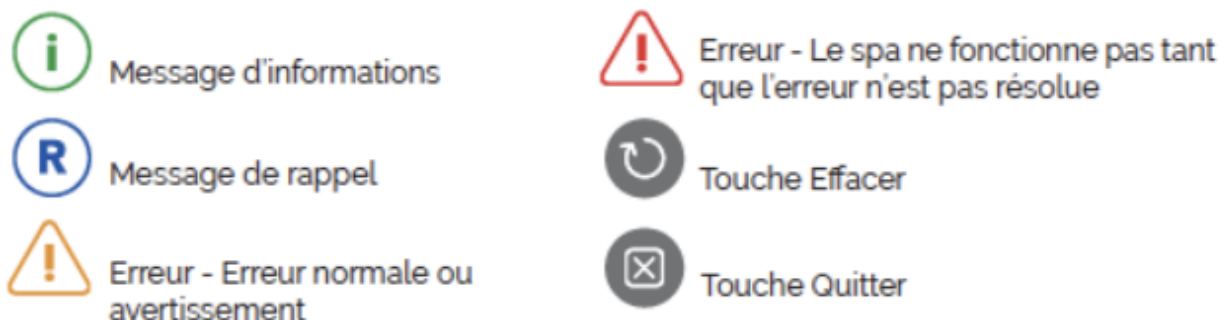 i Message d'informations
R Message de rappel
! Erreur - Erreur normale ou
avertissement
! Erreur - Le spa ne fonctionne pas tant
que l'erreur n'est pas résolue
Touche Effacer
Touche Quitter